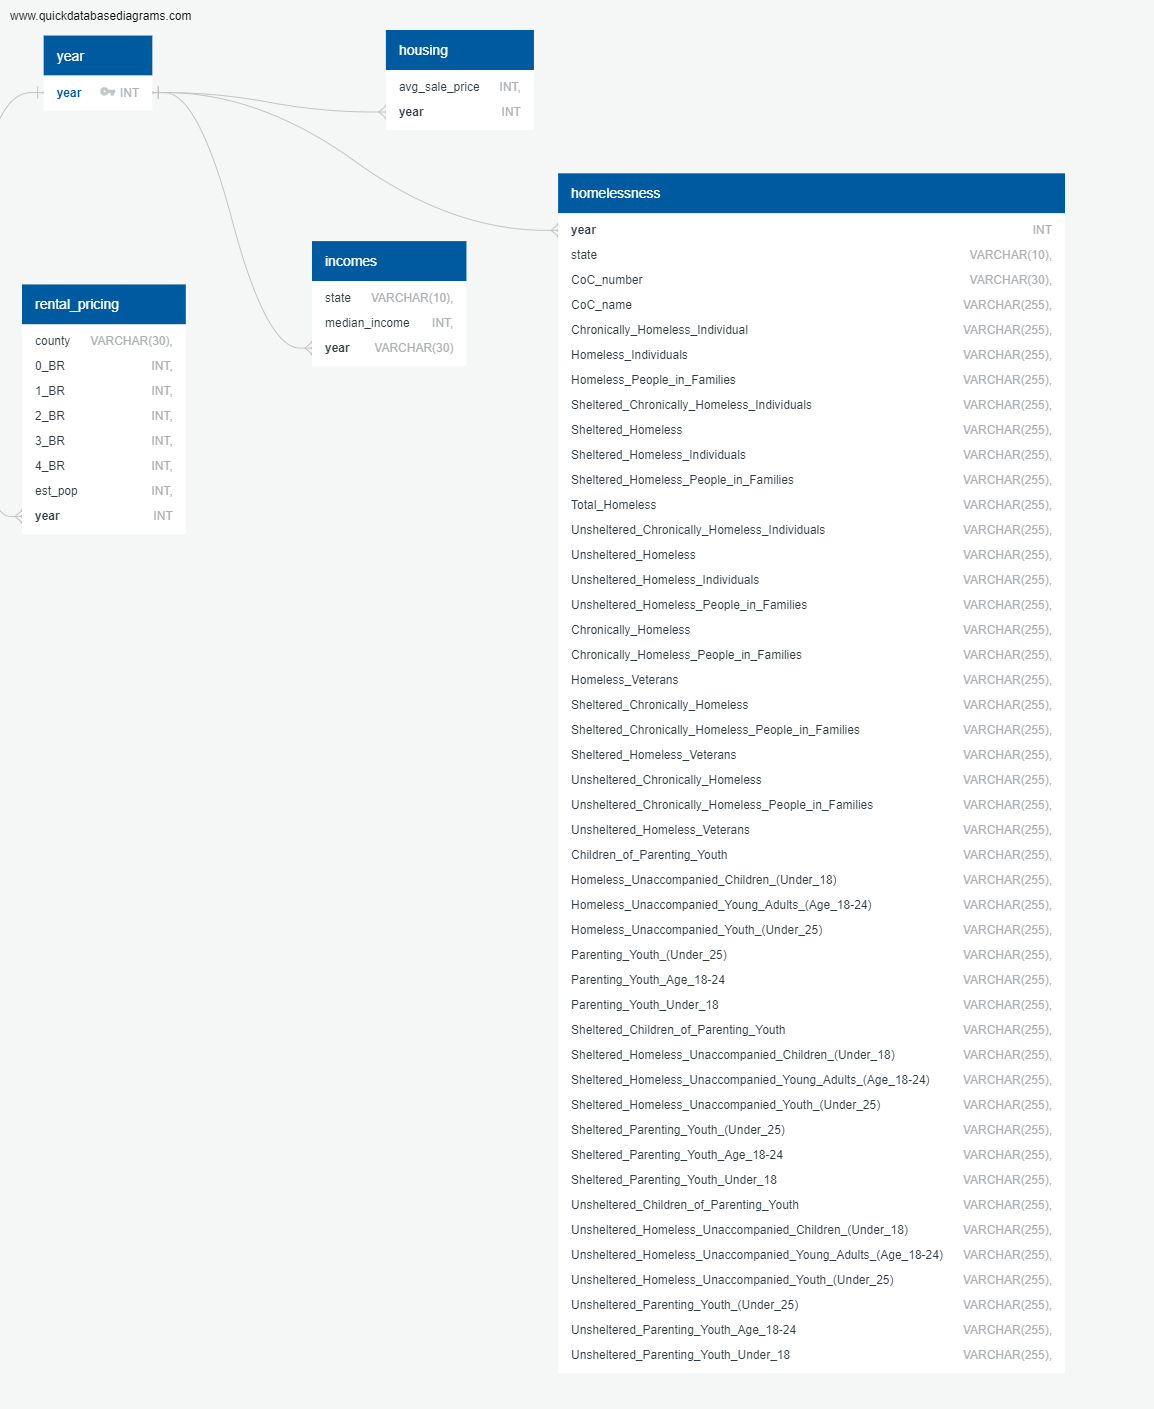 www.quickdatabasediagrams.com
year
year INT
housing
avg_sale_price INT,
year INT
incomes
state VARCHAR(10),
median_income INT,
year VARCHAR(30)
rental_pricing
county VARCHAR(30),
0_BR INT,
1_BR INT,
2_BR INT,
3_BR INT,
4_BR INT,
est_pop INT,
year INT
homelessness
year INT
state VARCHAR(10),
CoC_number VARCHAR(30),
CoC_name VARCHAR(255),
Chronically_Homeless_Individual VARCHAR(255),
Homeless_Individuals VARCHAR(255),
Homeless_People_in_Families VARCHAR(255),
Sheltered_Chronically_Homeless_Individuals VARCHAR(255),
Sheltered_Homeless VARCHAR(255),
Sheltered_Homeless_Individuals VARCHAR(255),
Sheltered_Homeless_People_in_Families VARCHAR(255),
Total_Homeless VARCHAR(255),
Unsheltered_Chronically_Homeless_Individuals VARCHAR(255),
Unsheltered_Homeless VARCHAR(255),
Unsheltered_Homeless_Individuals VARCHAR(255),
Unsheltered_Homeless_People_in_Families VARCHAR(255),
Chronically_Homeless VARCHAR(255),
Chronically_Homeless_People_in_Families VARCHAR(255),
Homeless_Veterans VARCHAR(255),
Sheltered_Chronically_Homeless VARCHAR(255),
Sheltered_Chronically_Homeless_People_in_Families VARCHAR(255),
Sheltered_Homeless_Veterans VARCHAR(255),
Unsheltered_Chronically_Homeless VARCHAR(255),
Unsheltered_Chronically_Homeless_People_in_Families VARCHAR(255),
Unsheltered_Homeless_Veterans VARCHAR(255),
Children_of_Parenting_Youth VARCHAR(255),
Homeless_Unaccompanied_Children_(Under_18) VARCHAR(255),
Homeless_Unaccompanied_Young_Adults_(Age_18-24) VARCHAR(255),
Homeless_Unaccompanied_Youth_(Under_25) VARCHAR(255),
Parenting_Youth_(Under_25) VARCHAR(255),
Parenting_Youth_Age_18-24 VARCHAR(255),
Parenting_Youth_Under_18 VARCHAR(255),
Sheltered_Children_of_Parenting_Youth VARCHAR(255),
Sheltered_Homeless_Unaccompanied_Children_(Under_18) VARCHAR(255),
Sheltered_Homeless_Unaccompanied_Young_Adults_(Age_18-24) VARCHAR(255),
Sheltered_Homeless_Unaccompanied_Youth_(Under_25) VARCHAR(255),
Sheltered_Parenting_Youth_(Under_25) VARCHAR(255),
Sheltered_Parenting_Youth_Age_18-24 VARCHAR(255),
Sheltered_Parenting_Youth_Under_18 VARCHAR(255),
Unsheltered_Children_of_Parenting_Youth VARCHAR(255),
Unsheltered_Homeless_Unaccompanied_Children_(Under_18) VARCHAR(255),
Unsheltered_Homeless_Unaccompanied_Young_Adults_(Age_18-24) VARCHAR(255),
Unsheltered_Homeless_Unaccompanied_Youth_(Under_25) VARCHAR(255),
Unsheltered_Parenting_Youth_(Under_25) VARCHAR(255),
Unsheltered_Parenting_Youth_Age_18-24 VARCHAR(255),
Unsheltered_Parenting_Youth_Under_18 VARCHAR(255),